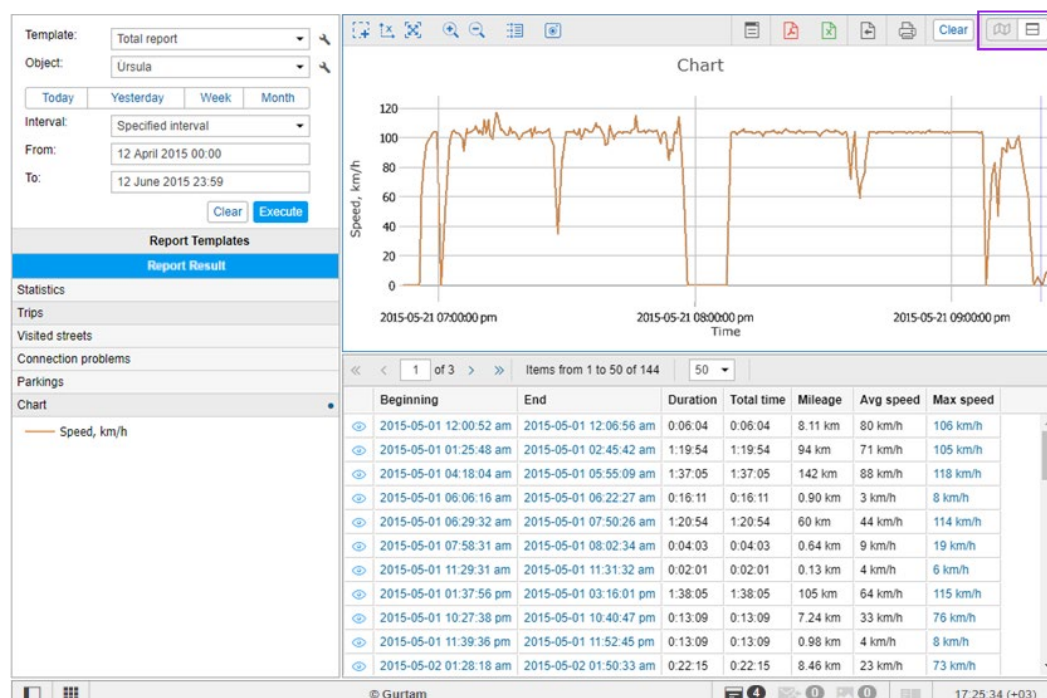 Template: Total report
Object: Ursula
Today Yesterday Week Month
Interval: Specified interval
From: 12 April 2015 00:00
To: 12 June 2015 23:59
Clear Execute
Report Templates
Report Result
Statistics
Trips
Visited streets
Connection problems
Parkings
Chart
Speed, km/h
Clear
Chart
Speed, km/h
120
100
80
60
40
20
0
2015-05-21 07:00:00 pm 2015-05-21 08:00:00 pm 2015-05-21 09:00:00 pm
Time
« < 1 of 3 > » Items from 1 to 50 of 144 50
Beginning End Duration Total time Mileage Avg speed Max speed
2015-05-01 12:00:52 am 2015-05-01 12:06:56 am 0:06:04 0:06:04 8.11 km 80 km/h 106 km/h
2015-05-01 01:25:48 am 2015-05-01 02:45:42 am 1:19:54 1:19:54 94 km 71 km/h 105 km/h
2015-05-01 04:18:04 am 2015-05-01 05:55:09 am 1:37:05 1:37:05 142 km 88 km/h 118 km/h
2015-05-01 06:06:16 am 2015-05-01 06:22:27 am 0:16:11 0:16:11 0.90 km 3 km/h 8 km/h
2015-05-01 06:29:32 am 2015-05-01 07:50:26 am 1:20:54 1:20:54 60 km 44 km/h 114 km/h
2015-05-01 07:58:31 am 2015-05-01 08:02:34 am 0:04:03 0:04:03 0.64 km 9 km/h 19 km/h
2015-05-01 11:29:31 am 2015-05-01 11:31:32 am 0:02:01 0:02:01 0.13 km 4 km/h 6 km/h
2015-05-01 01:37:56 pm 2015-05-01 03:16:01 pm 1:38:05 1:38:05 105 km 64 km/h 115 km/h
2015-05-01 10:27:38 pm 2015-05-01 10:40:47 pm 0:13:09 0:13:09 7.24 km 33 km/h 76 km/h
2015-05-01 11:39:36 pm 2015-05-01 11:52:45 pm 0:13:09 0:13:09 0.98 km 4 km/h 8 km/h
2015-05-02 01:28:18 am 2015-05-02 01:50:33 am 0:22:15 0:22:15 8.46 km 23 km/h 73 km/h
© Gurtam 4 0 0 17:25:34 (+03)